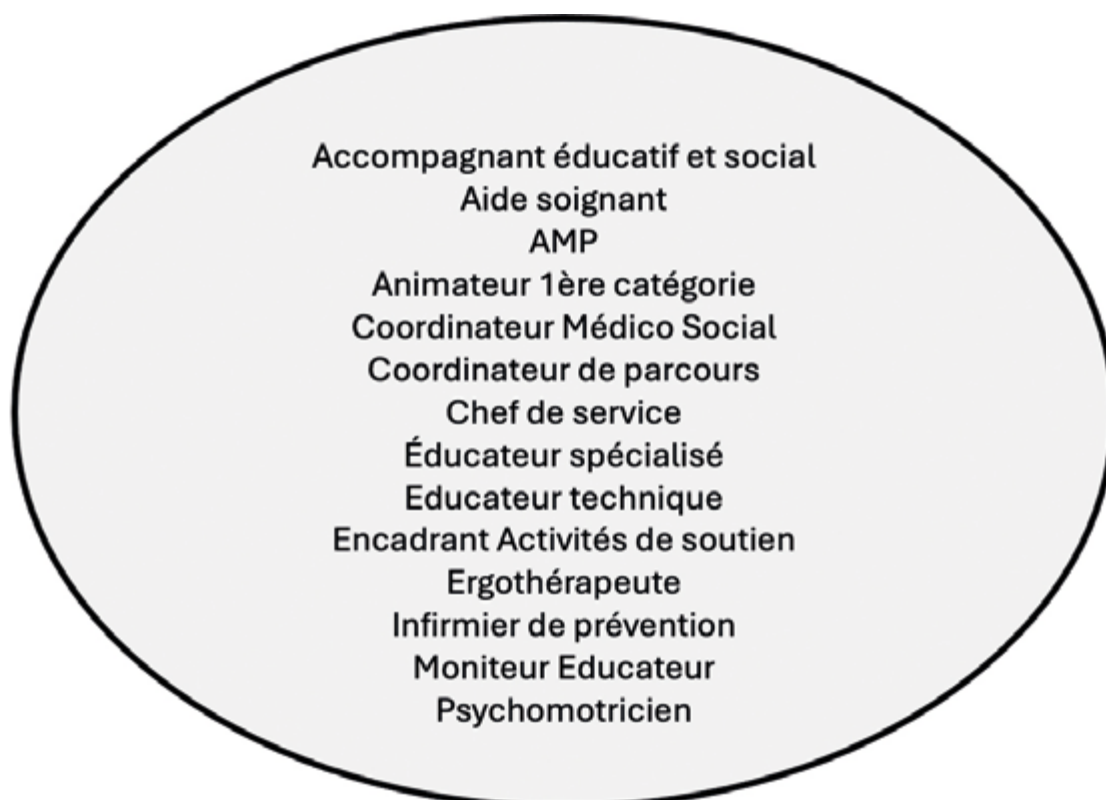 Accompagnant éducatif et social
Aide soignant
AMP
Animateur 1ère catégorie
Coordinateur Médico Social
Coordinateur de parcours
Chef de service
Éducateur spécialisé
Educateur technique
Encadrant Activités de soutien
Ergothérapeute
Infirmier de prévention
Moniteur Educateur
Psychomotricien